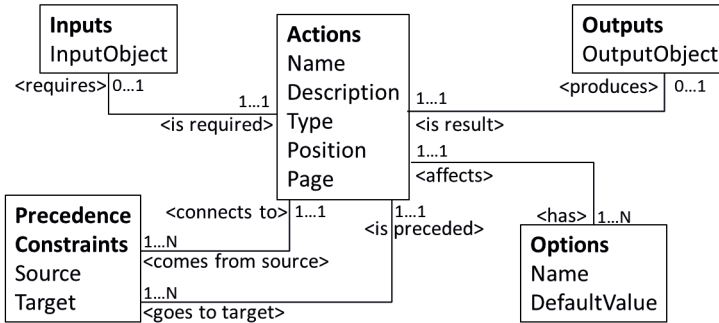 Inputs
InputObject
<requires> 0...1
Actions
Name
Description
Type
Position
Page
Outputs
OutputObject
<produces> 0...1
1...1
<is required>
1...1
<is result>
1...1
<affects>
<has> 1...N
Options
Name
DefaultValue
<connects to> 1...1
1...1
<is preceded>
Precedence
Constraints
Source
Target
1...N
<comes from source>
1...N
<goes to target>